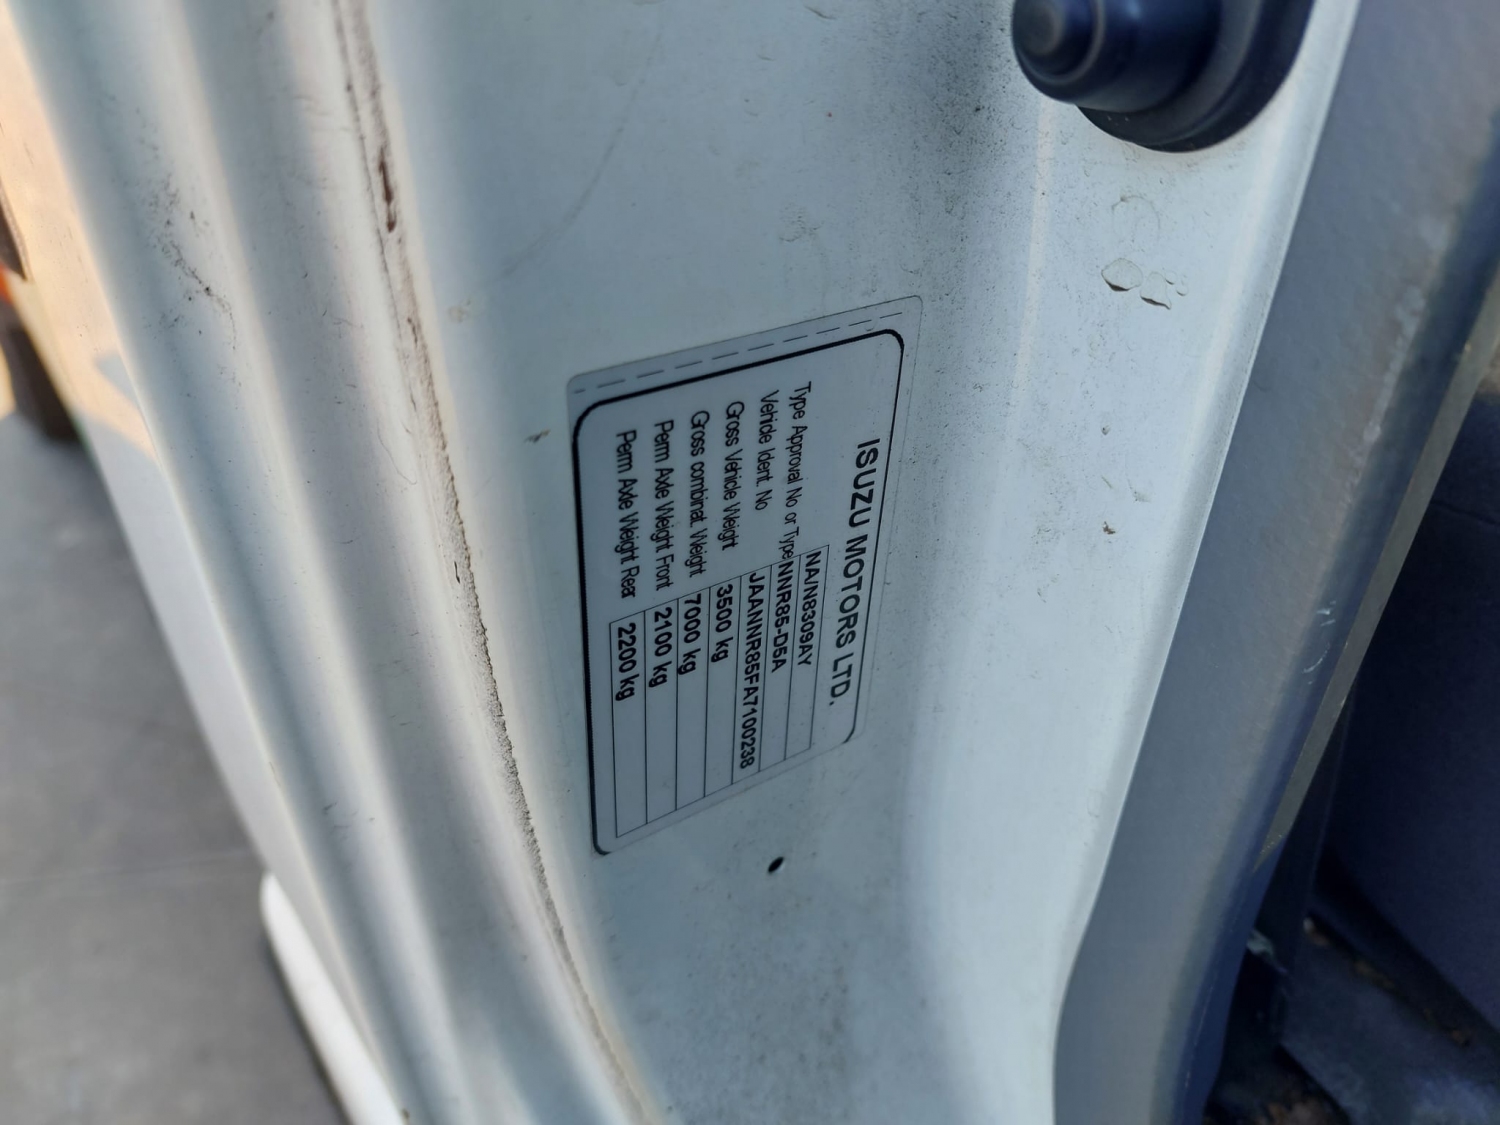 ISUZU MOTORS LTD.
NA/N8309AY
Type Approval No or Type NNR85-D5A
Vehicle Ident. No JAANNR85FA7100238
Gross Vehicle Weight 3500 kg
Gross combinat. Weight 7000 kg
Perm Axle Weight Front 2100 kg
Perm Axle Weight Rear 2200 kg